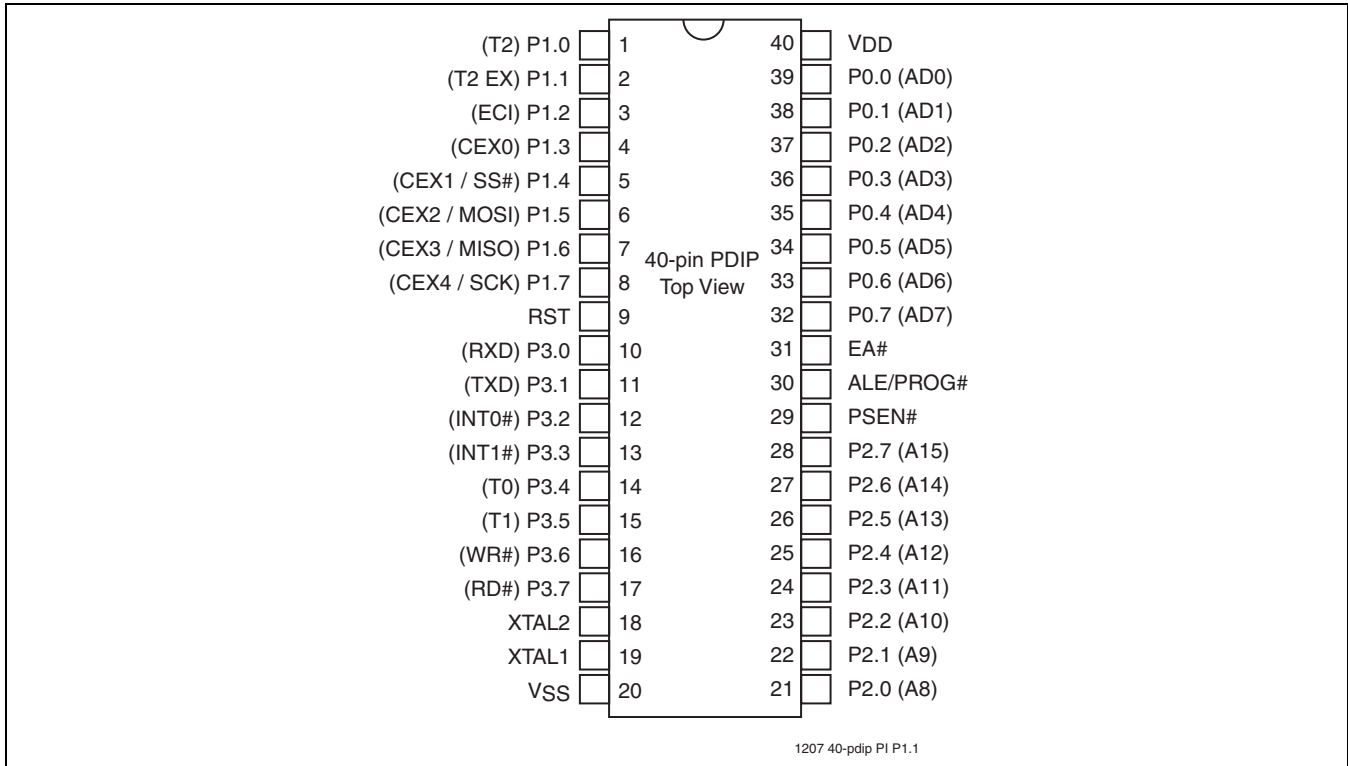 (T2) P1.0 1 40 VDD
(T2 EX) P1.1 2 39 P0.0 (AD0)
(ECI) P1.2 3 38 P0.1 (AD1)
(CEX0) P1.3 4 37 P0.2 (AD2)
(CEX1 / SS#) P1.4 5 36 P0.3 (AD3)
(CEX2 / MOSI) P1.5 6 35 P0.4 (AD4)
(CEX3 / MISO) P1.6 7 34 P0.5 (AD5)
40-pin PDIP
Top View
(CEX4 / SCK) P1.7 8 33 P0.6 (AD6)
RST 9 32 P0.7 (AD7)
(RXD) P3.0 10 31 EA#
(TXD) P3.1 11 30 ALE/PROG#
(INT0#) P3.2 12 29 PSEN#
(INT1#) P3.3 13 28 P2.7 (A15)
(T0) P3.4 14 27 P2.6 (A14)
(T1) P3.5 15 26 P2.5 (A13)
(WR#) P3.6 16 25 P2.4 (A12)
(RD#) P3.7 17 24 P2.3 (A11)
XTAL2 18 23 P2.2 (A10)
XTAL1 19 22 P2.1 (A9)
VSS 20 21 P2.0 (A8)
1207 40-pdip PI P1.1